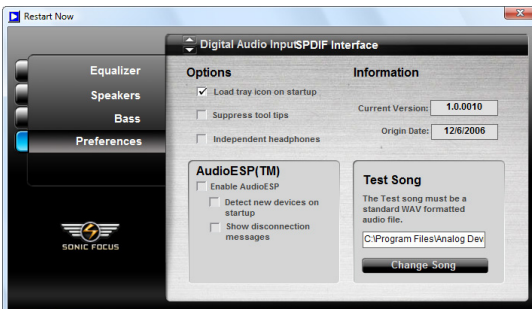 Restart Now
Digital Audio InputSPDIF Interface
Equalizer
Speakers
Bass
Preferences
SONIC FOCUS
Options
Load tray icon on startup
Suppress tool tips
Independent headphones
Information
Current Version: 1.0.0010
Origin Date: 12/6/2006
AudioESP(TM)
Enable AudioESP
Detect new devices on
startup
Show disconnection
messages
Test Song
The Test song must be a
standard WAV formatted
audio file.
C:\Program Files\Analog Dev
Change Song